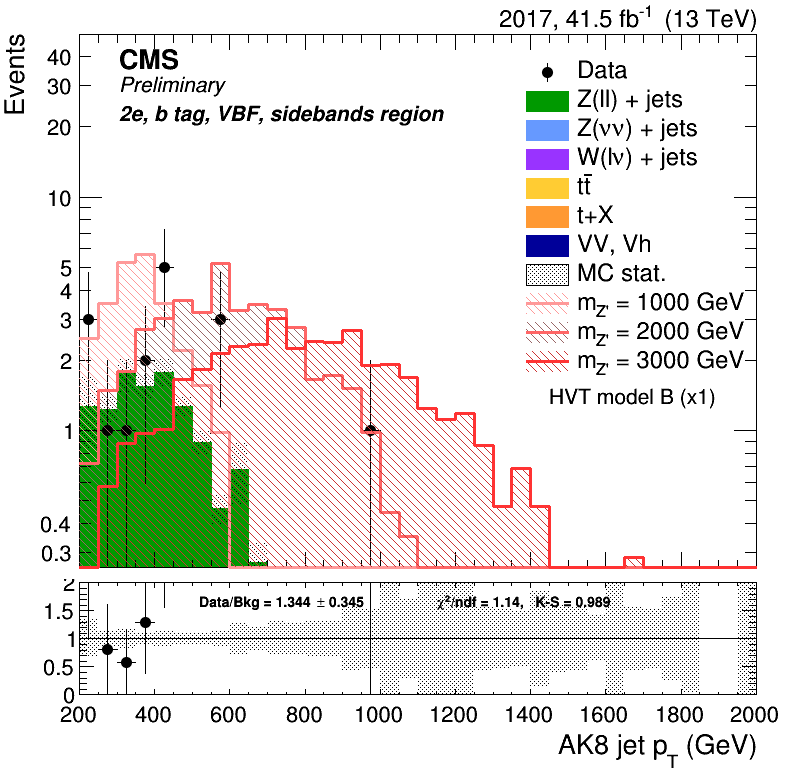 2017, 41.5 fb⁻¹ (13 TeV)
Events
CMS
Preliminary
2e, b tag, VBF, sidebands region
Data
Z(ll) + jets
Z(νν) + jets
W(lν) + jets
tt̄
t+X
VV, Vh
MC stat.
m_Z' = 1000 GeV
m_Z' = 2000 GeV
m_Z' = 3000 GeV
HVT model B (x1)
40
30
20
10
5
4
3
2
1
0.4
0.3
Data/Bkg = 1.344 ± 0.345
χ²/ndf = 1.14, K-S = 0.989
2
1.5
1
0.5
0
200 400 600 800 1000 1200 1400 1600 1800 2000
AK8 jet p_T (GeV)